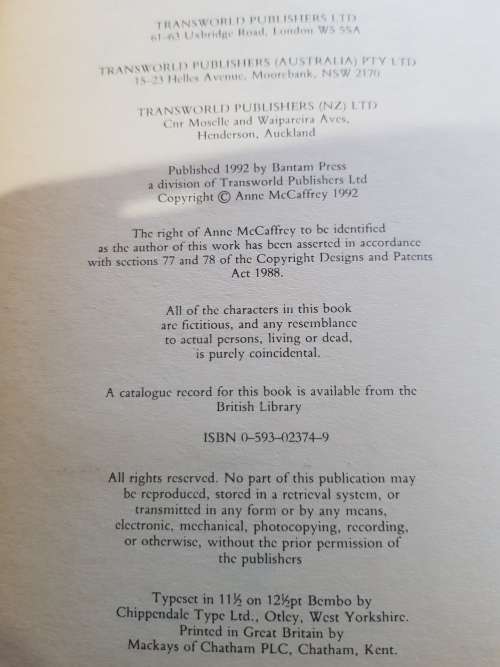 TRANSWORLD PUBLISHERS LTD
61-63 Uxbridge Road, London W5 5SA
TRANSWORLD PUBLISHERS (AUSTRALIA) PTY LTD
15-23 Helles Avenue, Moorebank, NSW 2170
TRANSWORLD PUBLISHERS (NZ) LTD
Cnr Moselle and Waipareira Aves,
Henderson, Auckland
Published 1992 by Bantam Press
a division of Transworld Publishers Ltd
Copyright © Anne McCaffrey 1992
The right of Anne McCaffrey to be identified
as the author of this work has been asserted in accordance
with sections 77 and 78 of the Copyright Designs and Patents
Act 1988.
All of the characters in this book
are fictitious, and any resemblance
to actual persons, living or dead,
is purely coincidental.
A catalogue record for this book is available from the
British Library
ISBN 0–593–02374–9
All rights reserved. No part of this publication may
be reproduced, stored in a retrieval system, or
transmitted in any form or by any means,
electronic, mechanical, photocopying, recording,
or otherwise, without the prior permission of
the publishers
Typeset in 11½ on 12½pt Bembo by
Chippendale Type Ltd., Otley, West Yorkshire.
Printed in Great Britain by
Mackays of Chatham PLC, Chatham, Kent.